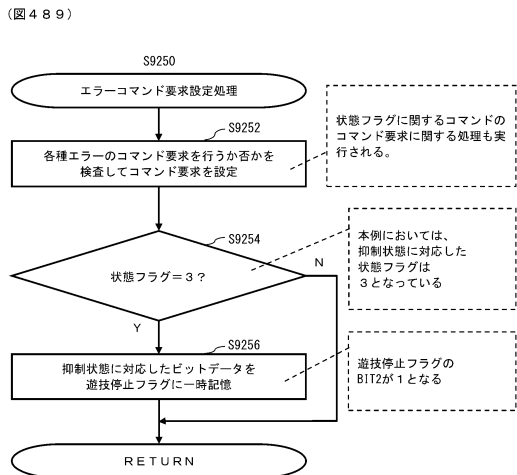 （図４８９）
S9250
エラーコマンド要求設定処理
S9252
各種エラーのコマンド要求を行うか否かを
検査してコマンド要求を設定
状態フラグに関するコマンドの
コマンド要求に関する処理も実
行される。
S9254
状態フラグ＝３？
N
Y
本例においては、
抑制状態に対応した
状態フラグは
３となっている
S9256
抑制状態に対応したビットデータを
遊技停止フラグに一時記憶
遊技停止フラグの
BIT2が１となる
ＲＥＴＵＲＮ